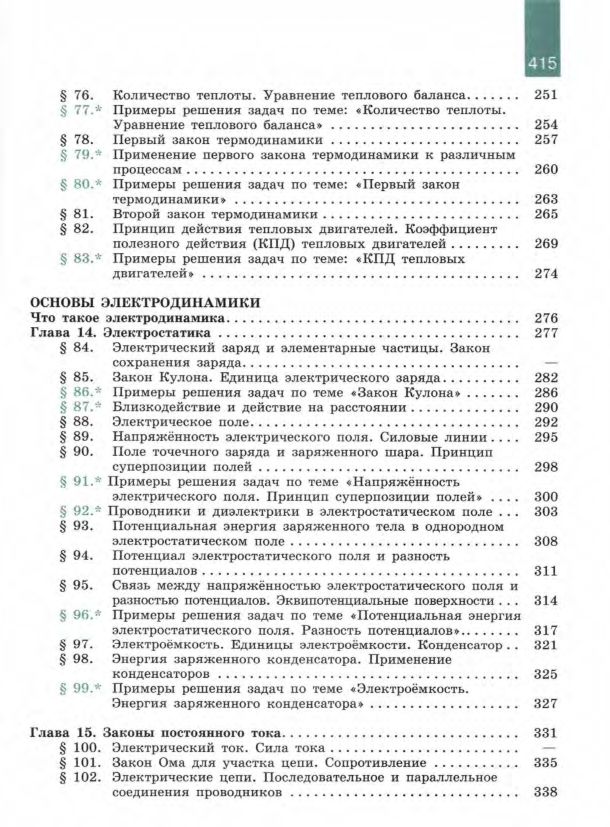 415
§ 76. Количество теплоты. Уравнение теплового баланса....... 251
§ 77.* Примеры решения задач по теме: «Количество теплоты.
Уравнение теплового баланса» ........................ 254
§ 78. Первый закон термодинамики ........................ 257
§ 79.* Применение первого закона термодинамики к различным
процессам .......................................... 260
§ 80.* Примеры решения задач по теме: «Первый закон
термодинамики» .................................... 263
§ 81. Второй закон термодинамики ......................... 265
§ 82. Принцип действия тепловых двигателей. Коэффициент
полезного действия (КПД) тепловых двигателей ......... 269
§ 83.* Примеры решения задач по теме: «КПД тепловых
двигателей» ........................................ 274
ОСНОВЫ ЭЛЕКТРОДИНАМИКИ
Что такое электродинамика..................................... 276
Глава 14. Электростатика ...................................... 277
§ 84. Электрический заряд и элементарные частицы. Закон
сохранения заряда................................... —
§ 85. Закон Кулона. Единица электрического заряда.......... 282
§ 86.* Примеры решения задач по теме «Закон Кулона» ....... 286
§ 87.* Близкодействие и действие на расстоянии .............. 290
§ 88. Электрическое поле................................... 292
§ 89. Напряжённость электрического поля. Силовые линии .... 295
§ 90. Поле точечного заряда и заряженного шара. Принцип
суперпозиции полей ................................. 298
§ 91.* Примеры решения задач по теме «Напряжённость
электрического поля. Принцип суперпозиции полей» .... 300
§ 92.* Проводники и диэлектрики в электростатическом поле ... 303
§ 93. Потенциальная энергия заряженного тела в однородном
электростатическом поле ............................. 308
§ 94. Потенциал электростатического поля и разность
потенциалов ........................................ 311
§ 95. Связь между напряжённостью электростатического поля и
разностью потенциалов. Эквипотенциальные поверхности ... 314
§ 96.* Примеры решения задач по теме «Потенциальная энергия
электростатического поля. Разность потенциалов»........ 317
§ 97. Электроёмкость. Единицы электроёмкости. Конденсатор .. 321
§ 98. Энергия заряженного конденсатора. Применение
конденсаторов ...................................... 325
§ 99.* Примеры решения задач по теме «Электроёмкость.
Энергия заряженного конденсатора» ................... 327
Глава 15. Законы постоянного тока.............................. 331
§ 100. Электрический ток. Сила тока ........................ —
§ 101. Закон Ома для участка цепи. Сопротивление ........... 335
§ 102. Электрические цепи. Последовательное и параллельное
соединения проводников ............................. 338